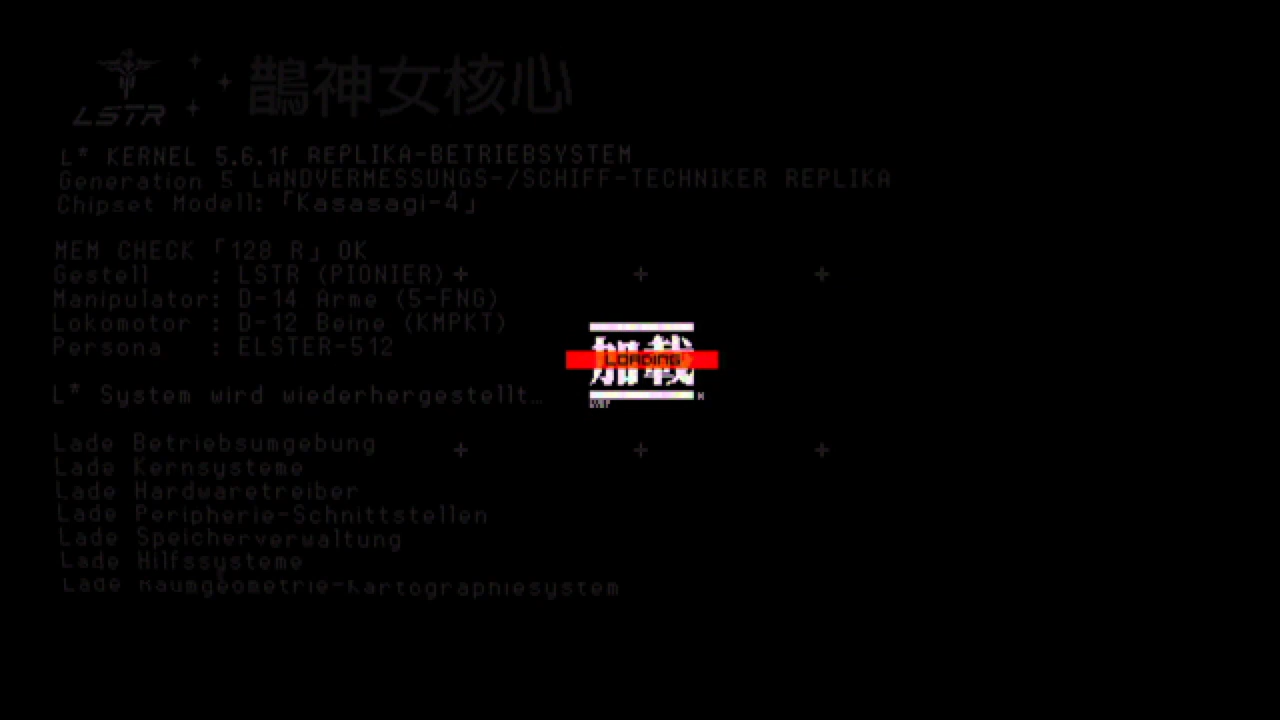 LSTR
鵲神女核心
L* KERNEL 5.6.1f REPLIKA-BETRIEBSYSTEM
Generation 5 LANDVERMESSUNGS-/SCHIFF-TECHNIKER REPLIKA
Chipset Modell:「Kasasagi-4」
MEM CHECK「128 R」OK
Gestell : LSTR (PIONIER)
Manipulator: D-14 Arme (5-FNG)
Lokomotor : D-12 Beine (KMPKT)
Persona : ELSTER-512
L* System wird wiederhergestellt…
加載
LOADING
Lade Betriebsumgebung
Lade Kernsysteme
Lade Hardwaretreiber
Lade Peripherie-Schnittstellen
Lade Speicherverwaltung
Lade Hilfssysteme
Lade Raumgeometrie-Kartographiesystem